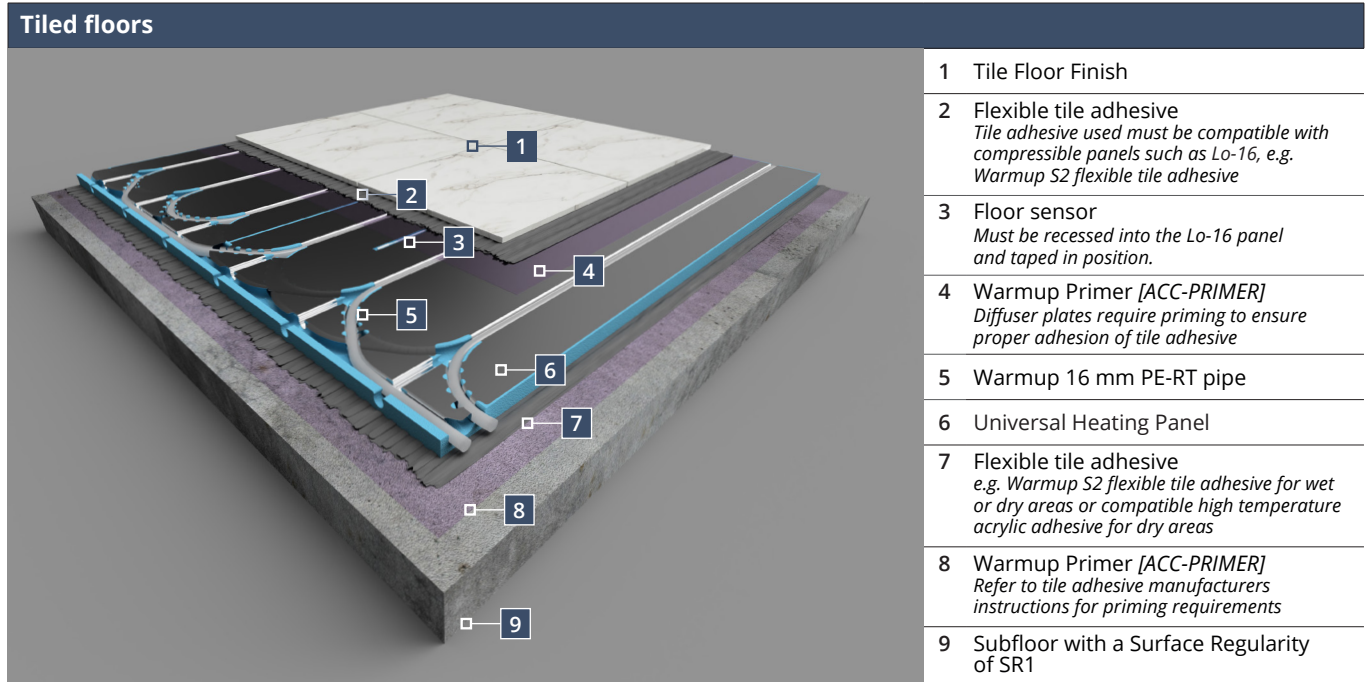 Tiled floors
1 Tile Floor Finish
2 Flexible tile adhesive
Tile adhesive used must be compatible with
compressible panels such as Lo-16, e.g.
Warmup S2 flexible tile adhesive
3 Floor sensor
Must be recessed into the Lo-16 panel
and taped in position.
4 Warmup Primer [ACC-PRIMER]
Diffuser plates require priming to ensure
proper adhesion of tile adhesive
5 Warmup 16 mm PE-RT pipe
6 Universal Heating Panel
7 Flexible tile adhesive
e.g. Warmup S2 flexible tile adhesive for wet
or dry areas or compatible high temperature
acrylic adhesive for dry areas
8 Warmup Primer [ACC-PRIMER]
Refer to tile adhesive manufacturers
instructions for priming requirements
9 Subfloor with a Surface Regularity
of SR1
1
2
3
4
5
6
7
8
9